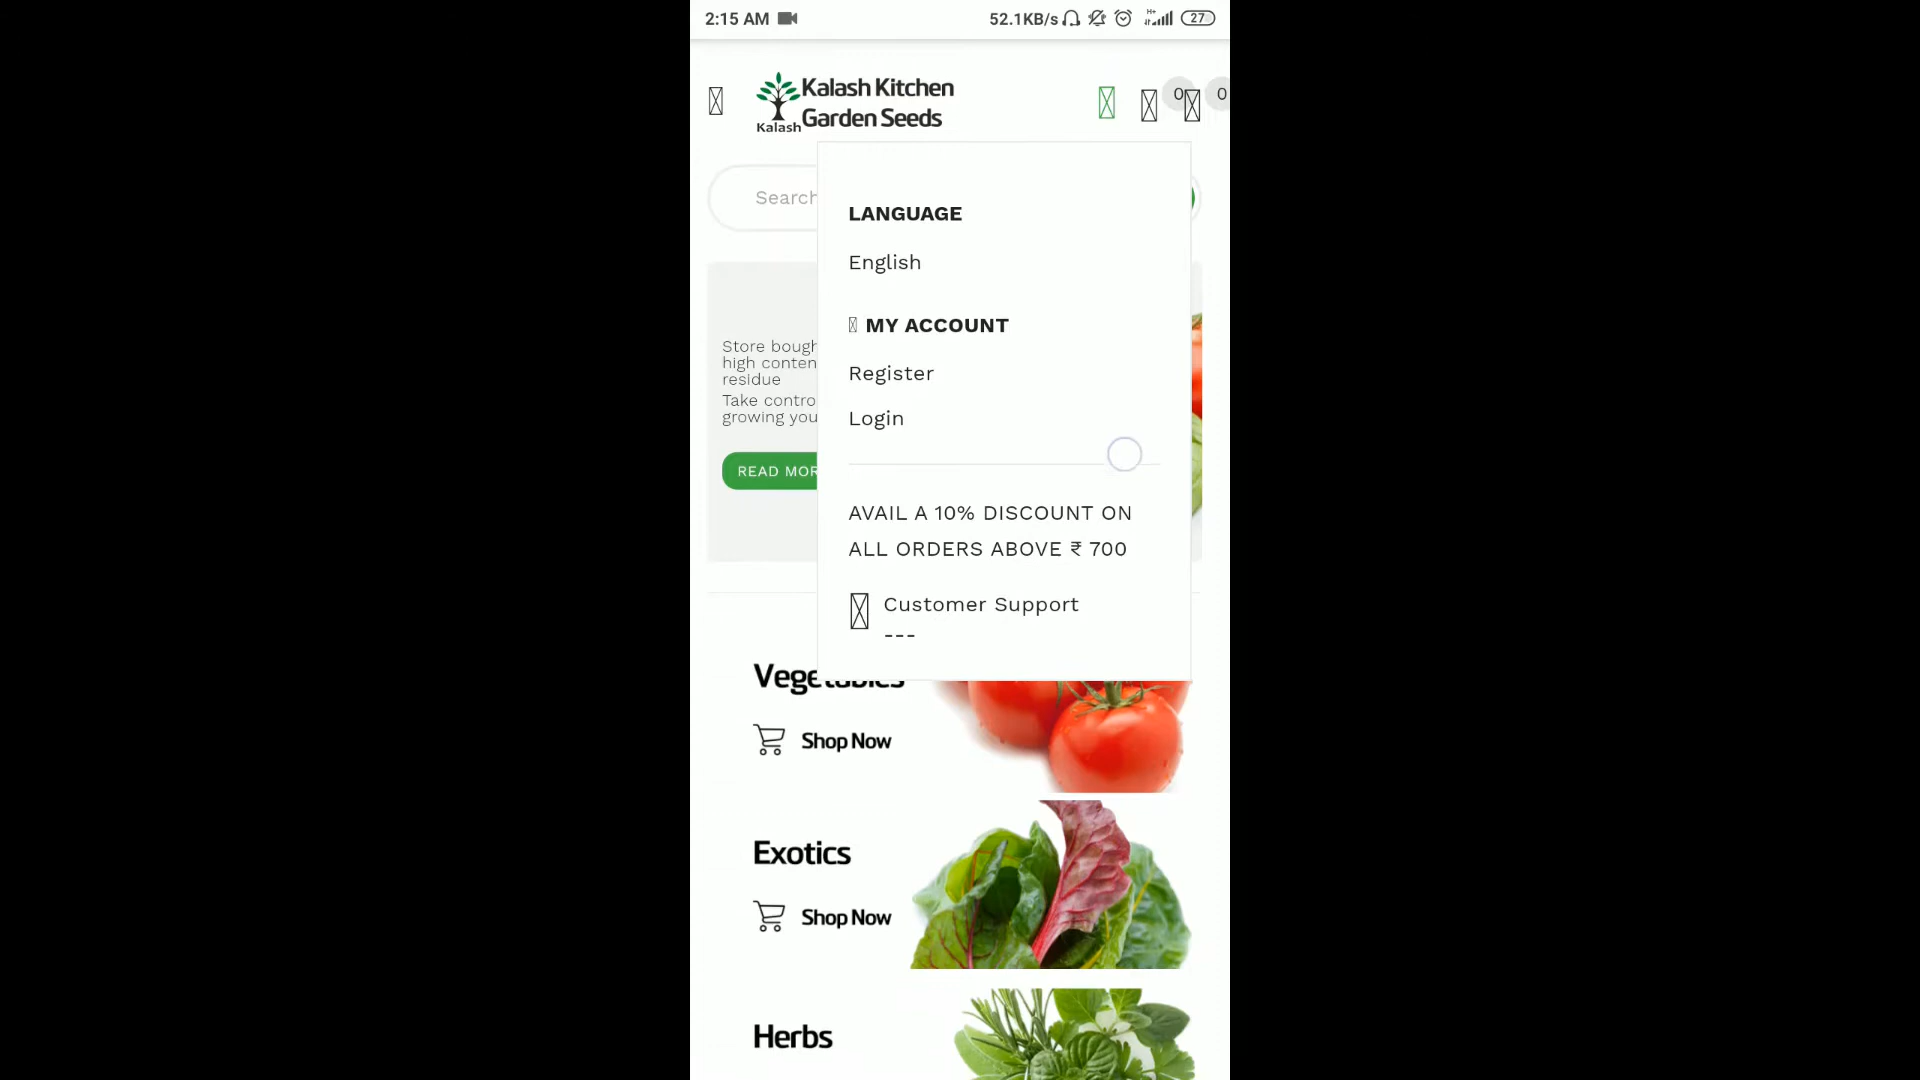 2:15 AM
52.1KB/s
H+
27
Kalash Kitchen
Garden Seeds
Kalash
0
0
Search
LANGUAGE
English
MY ACCOUNT
Register
Login
AVAIL A 10% DISCOUNT ON
ALL ORDERS ABOVE ₹ 700
Customer Support
---
Store bough
high conten
residue
Take contro
growing you
READ MOR
Vegetables
Shop Now
Exotics
Shop Now
Herbs